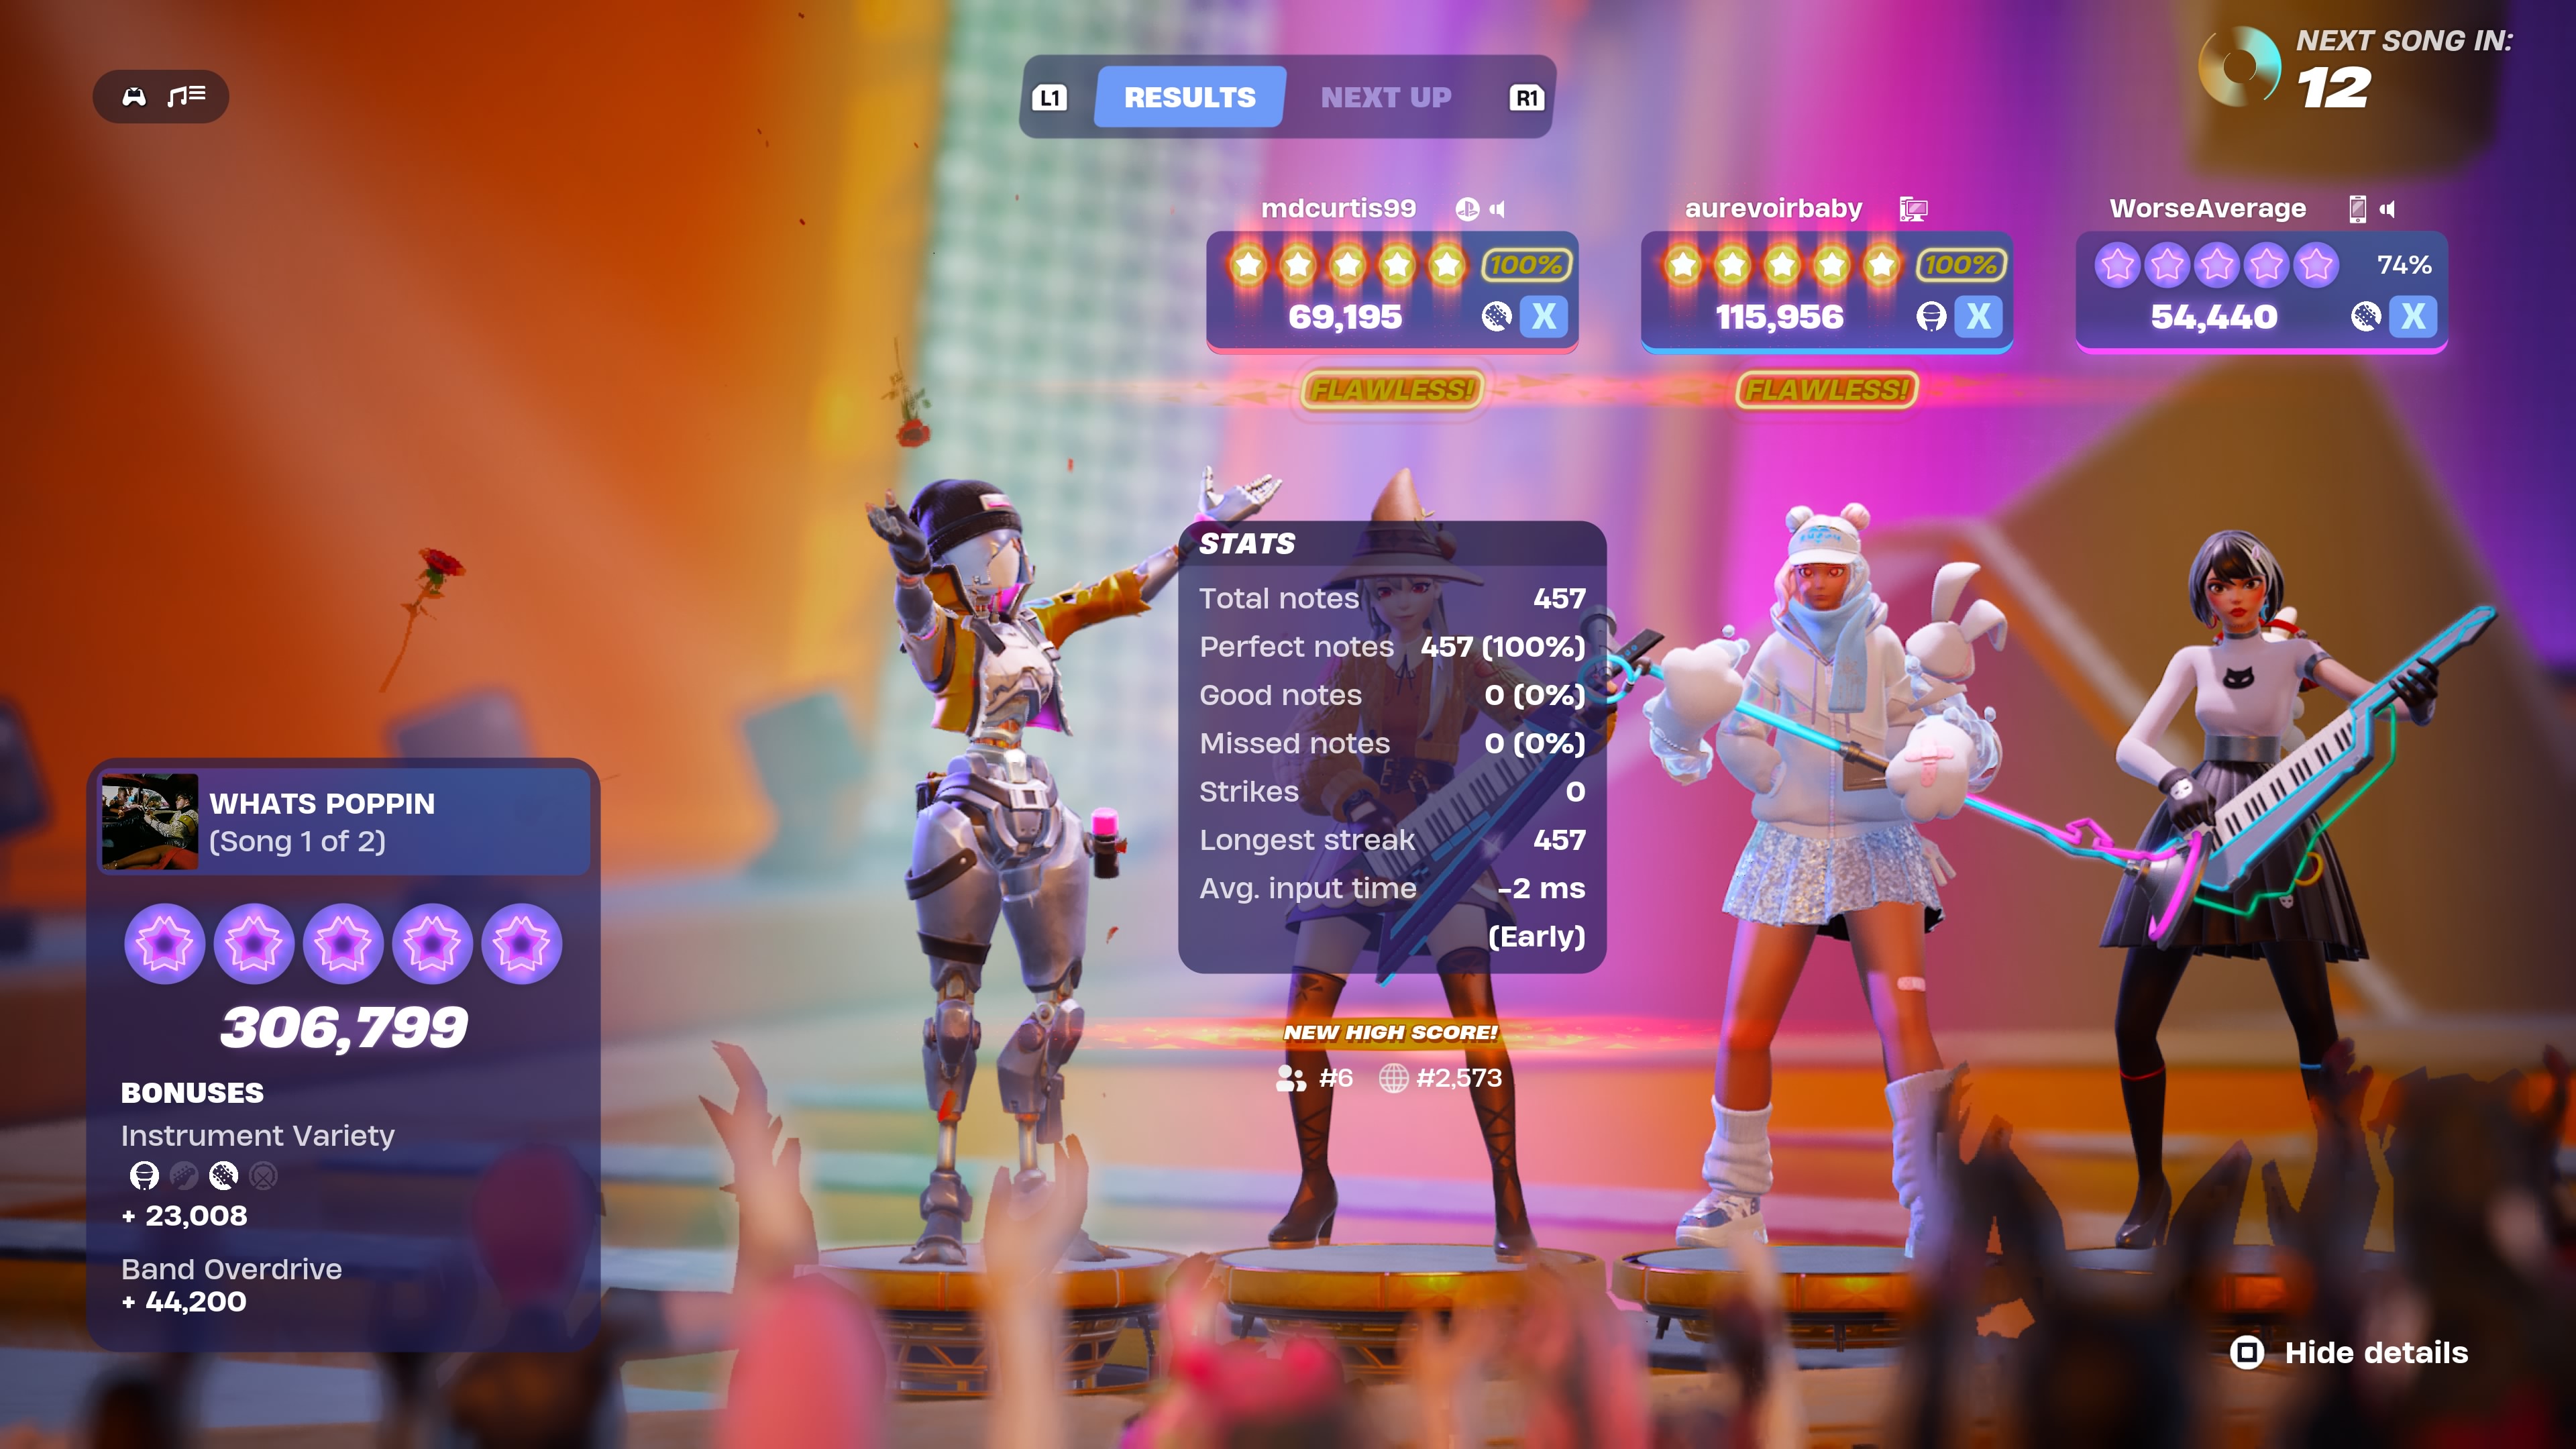 L1 RESULTS NEXT UP R1
NEXT SONG IN:
12
mdcurtis99
100%
69,195 X
FLAWLESS!
aurevoirbaby
100%
115,956 X
FLAWLESS!
WorseAverage
74%
54,440 X
STATS
Total notes 457
Perfect notes 457 (100%)
Good notes 0 (0%)
Missed notes 0 (0%)
Strikes 0
Longest streak 457
Avg. input time -2 ms
(Early)
NEW HIGH SCORE!
#6 #2,573
WHATS POPPIN
(Song 1 of 2)
306,799
BONUSES
Instrument Variety
+ 23,008
Band Overdrive
+ 44,200
Hide details